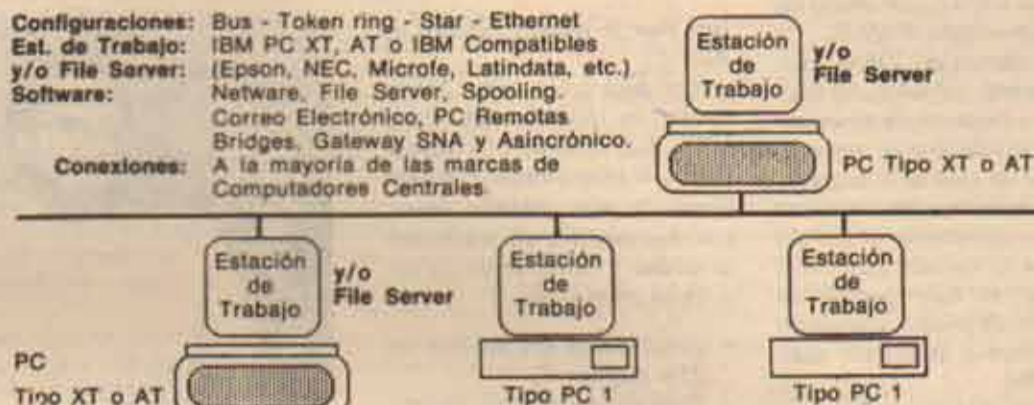 Configuraciones: Bus - Token ring - Star - Ethernet
Est. de Trabajo: IBM PC XT, AT o IBM Compatibles
y/o File Server: (Epson, NEC, Microfe, Latindata, etc.)
Software: Netware, File Server, Spooling.
Correo Electrónico, PC Remotas
Bridges, Gateway SNA y Asincrónico.
Conexiones: A la mayoría de las marcas de
Computadores Centrales
Estación
de
Trabajo
y/o
File Server
PC Tipo XT o AT
Estación
de
Trabajo
y/o
File Server
PC
Tipo XT o AT
Estación
de
Trabajo
Tipo PC 1
Estación
de
Trabajo
Tipo PC 1